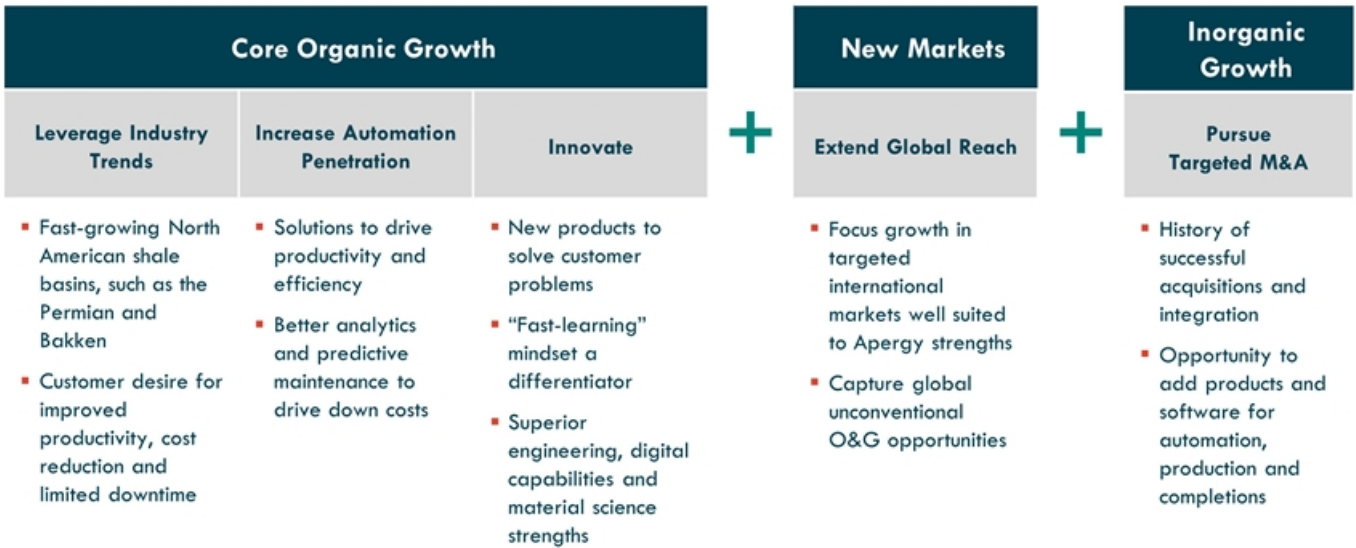 Core Organic Growth
Leverage Industry
Trends
▪ Fast-growing North
American shale
basins, such as the
Permian and
Bakken
▪ Customer desire for
improved
productivity, cost
reduction and
limited downtime
Increase Automation
Penetration
▪ Solutions to drive
productivity and
efficiency
▪ Better analytics
and predictive
maintenance to
drive down costs
Innovate
▪ New products to
solve customer
problems
▪ “Fast-learning”
mindset a
differentiator
▪ Superior
engineering, digital
capabilities and
material science
strengths
+
New Markets
Extend Global Reach
▪ Focus growth in
targeted
international
markets well suited
to Apergy strengths
▪ Capture global
unconventional
O&G opportunities
+
Inorganic
Growth
Pursue
Targeted M&A
▪ History of
successful
acquisitions and
integration
▪ Opportunity to
add products and
software for
automation,
production and
completions